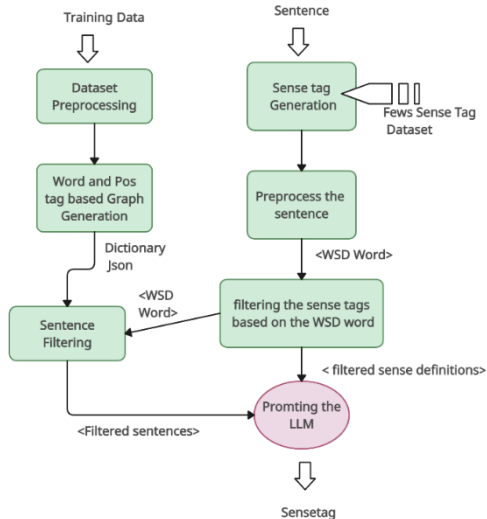 Training Data
Sentence
Dataset
Preprocessing
Sense tag
Generation
Fews Sense Tag
Dataset
Word and Pos
tag based Graph
Generation
Preprocess the
sentence
Dictionary
Json
<WSD Word>
<WSD
Word>
filtering the sense tags
based on the WSD word
Sentence
Filtering
< filtered sense definitions>
Promting the
LLM
<Filtered sentences>
Sensetag